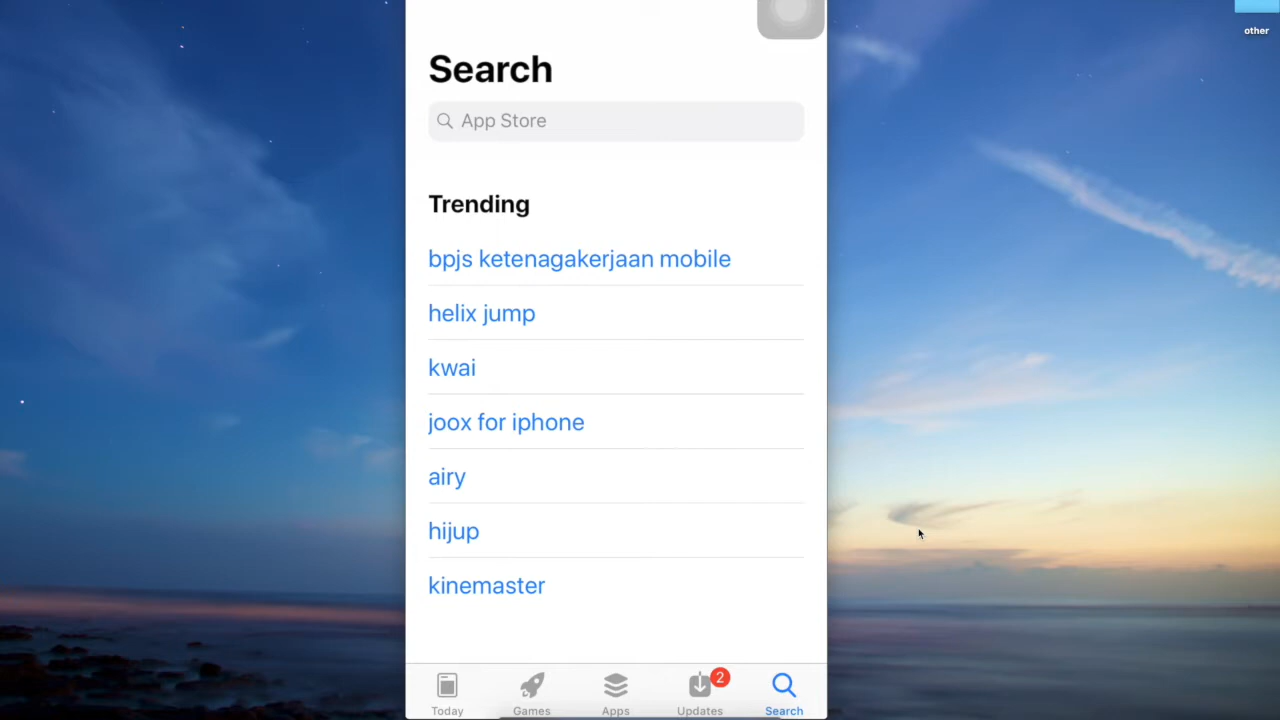 other
Search
App Store
Trending
bpjs ketenagakerjaan mobile
helix jump
kwai
joox for iphone
airy
hijup
kinemaster
2
Today Games Apps Updates Search